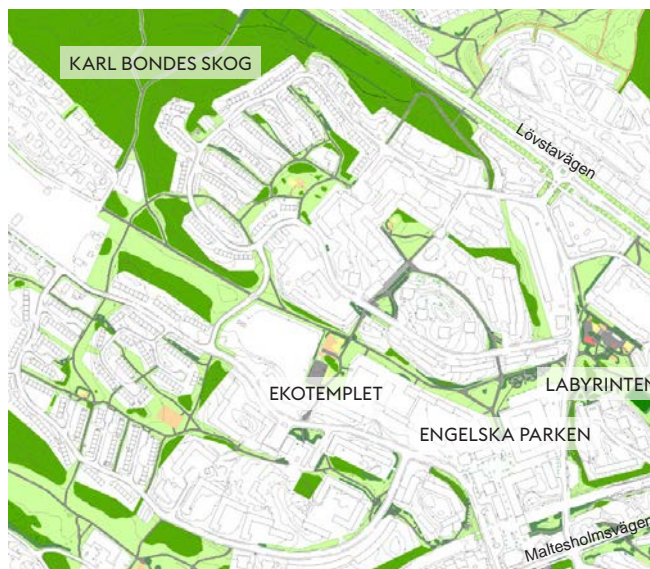 KARL BONDES SKOG
Lövstavägen
EKOTEMPLET
LABYRINTEN
ENGELSKA PARKEN
Maltesholmsvägen